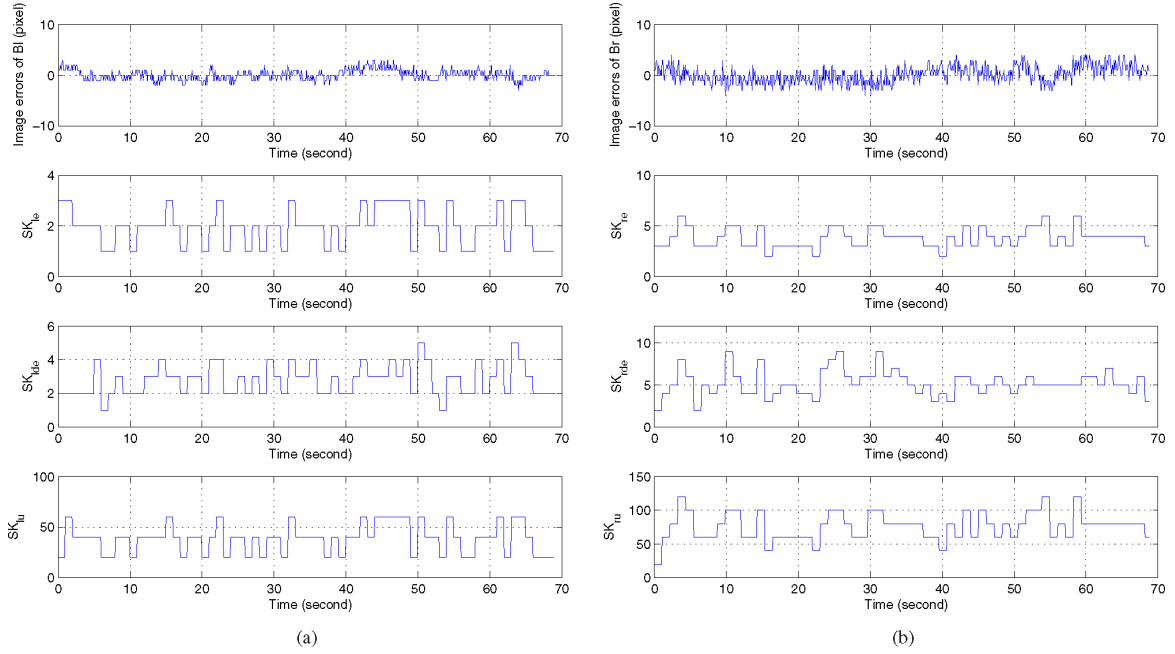 Image errors of Bl (pixel)
10
0
−10
0 10 20 30 40 50 60 70
Time (second)
SK_le
4
2
0
0 10 20 30 40 50 60 70
Time (second)
SK_lde
6
4
2
0
0 10 20 30 40 50 60 70
Time (second)
SK_lu
100
50
0
0 10 20 30 40 50 60 70
Time (second)
(a)
Image errors of Br (pixel)
10
0
−10
0 10 20 30 40 50 60 70
Time (second)
SK_re
10
5
0
0 10 20 30 40 50 60 70
Time (second)
SK_rde
10
5
0
0 10 20 30 40 50 60 70
Time (second)
SK_ru
150
100
50
0
0 10 20 30 40 50 60 70
Time (second)
(b)